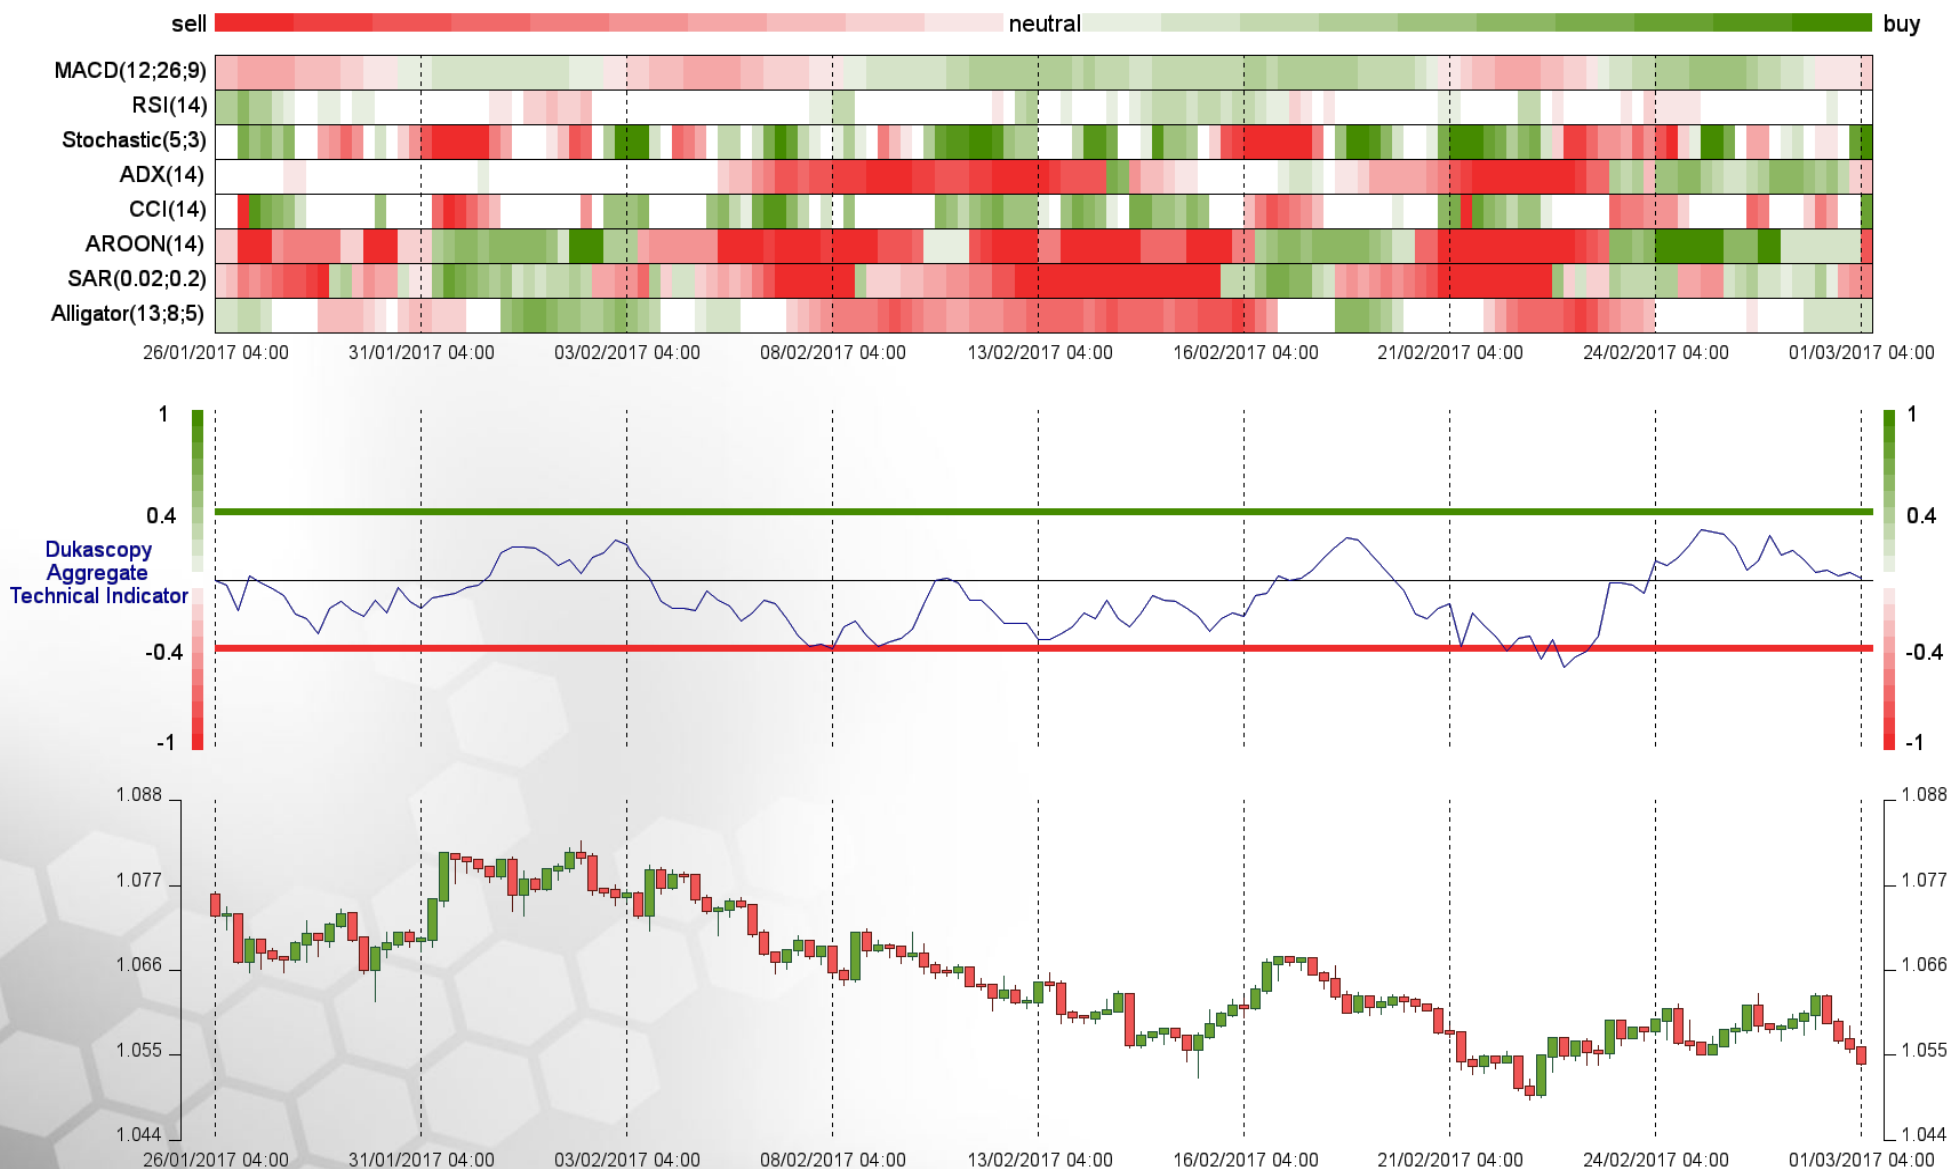 sell neutral buy
MACD(12;26;9)
RSI(14)
Stochastic(5;3)
ADX(14)
CCI(14)
AROON(14)
SAR(0.02;0.2)
Alligator(13;8;5)
26/01/2017 04:00 31/01/2017 04:00 03/02/2017 04:00 08/02/2017 04:00 13/02/2017 04:00 16/02/2017 04:00 21/02/2017 04:00 24/02/2017 04:00 01/03/2017 04:00
1 1
0.4 0.4
Dukascopy
Aggregate
Technical Indicator
-0.4 -0.4
-1 -1
1.088 1.088
1.077 1.077
1.066 1.066
1.055 1.055
1.044 1.044
26/01/2017 04:00 31/01/2017 04:00 03/02/2017 04:00 08/02/2017 04:00 13/02/2017 04:00 16/02/2017 04:00 21/02/2017 04:00 24/02/2017 04:00 01/03/2017 04:00